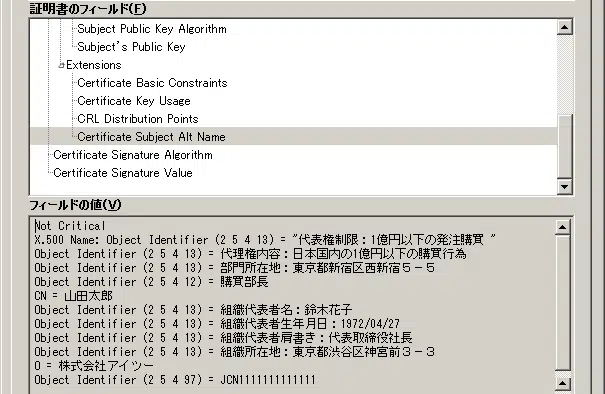 証明書のフィールド(F)
Subject Public Key Algorithm
Subject's Public Key
Extensions
Certificate Basic Constraints
Certificate Key Usage
CRL Distribution Points
Certificate Subject Alt Name
Certificate Signature Algorithm
Certificate Signature Value
フィールドの値(V)
Not Critical
X.500 Name: Object Identifier (2 5 4 13) = "代表権制限：1億円以下の発注購買 "
Object Identifier (2 5 4 13) = 代理権内容：日本国内の1億円以下の購買行為
Object Identifier (2 5 4 13) = 部門所在地：東京都新宿区西新宿５－５
Object Identifier (2 5 4 12) = 購買部長
CN = 山田太郎
Object Identifier (2 5 4 13) = 組織代表者名：鈴木花子
Object Identifier (2 5 4 13) = 組織代表者生年月日：1972/04/27
Object Identifier (2 5 4 13) = 組織代表者肩書き：代表取締役社長
Object Identifier (2 5 4 13) = 組織所在地：東京都渋谷区神宮前３－３
O = 株式会社アイツー
Object Identifier (2 5 4 97) = JCN1111111111111